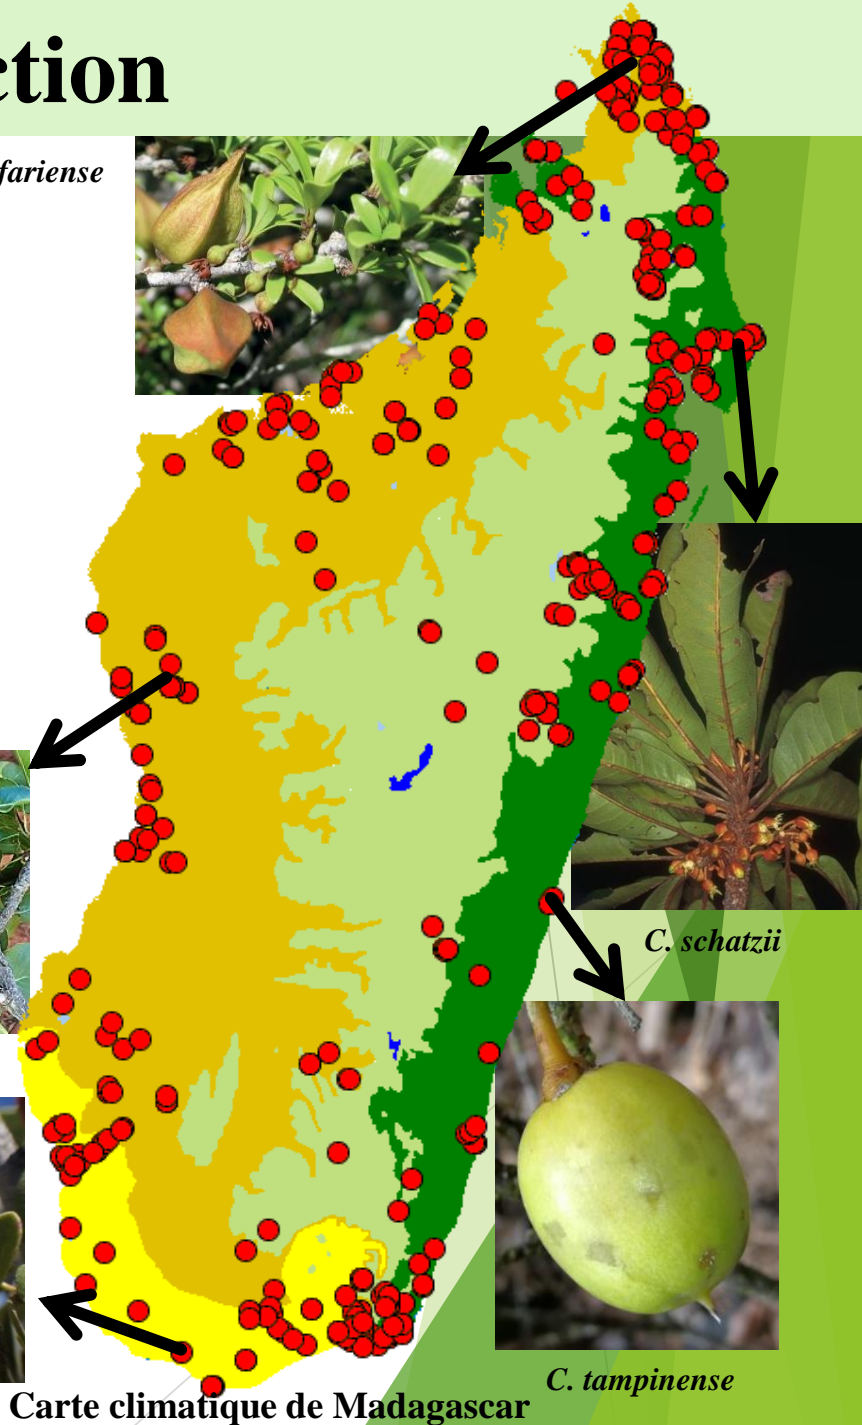 ction
fariense
C. schatzii
C. tampinense
Carte climatique de Madagascar